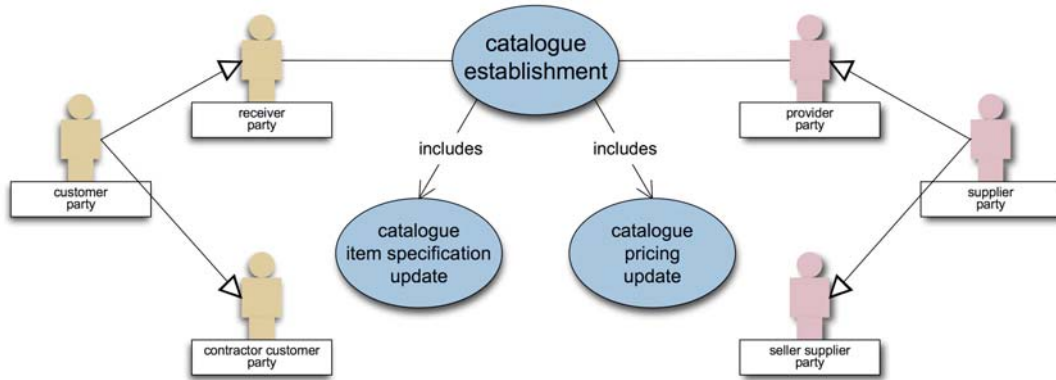 catalogue
establishment
receiver
party
provider
party
includes
includes
customer
party
supplier
party
catalogue
item specification
update
catalogue
pricing
update
contractor customer
party
seller supplier
party